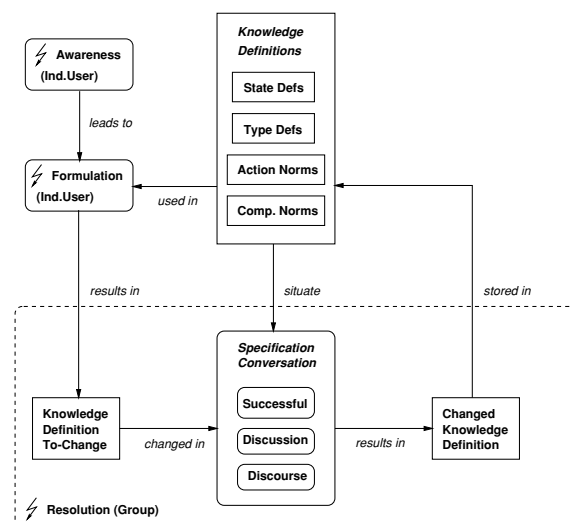 Knowledge
Definitions
State Defs
Type Defs
Action Norms
Comp. Norms
Awareness
(Ind.User)
leads to
Formulation
(Ind.User)
used in
results in
situate
stored in
Specification
Conversation
Successful
Discussion
Discourse
Knowledge
Definition
To-Change
changed in
results in
Changed
Knowledge
Definition
Resolution (Group)